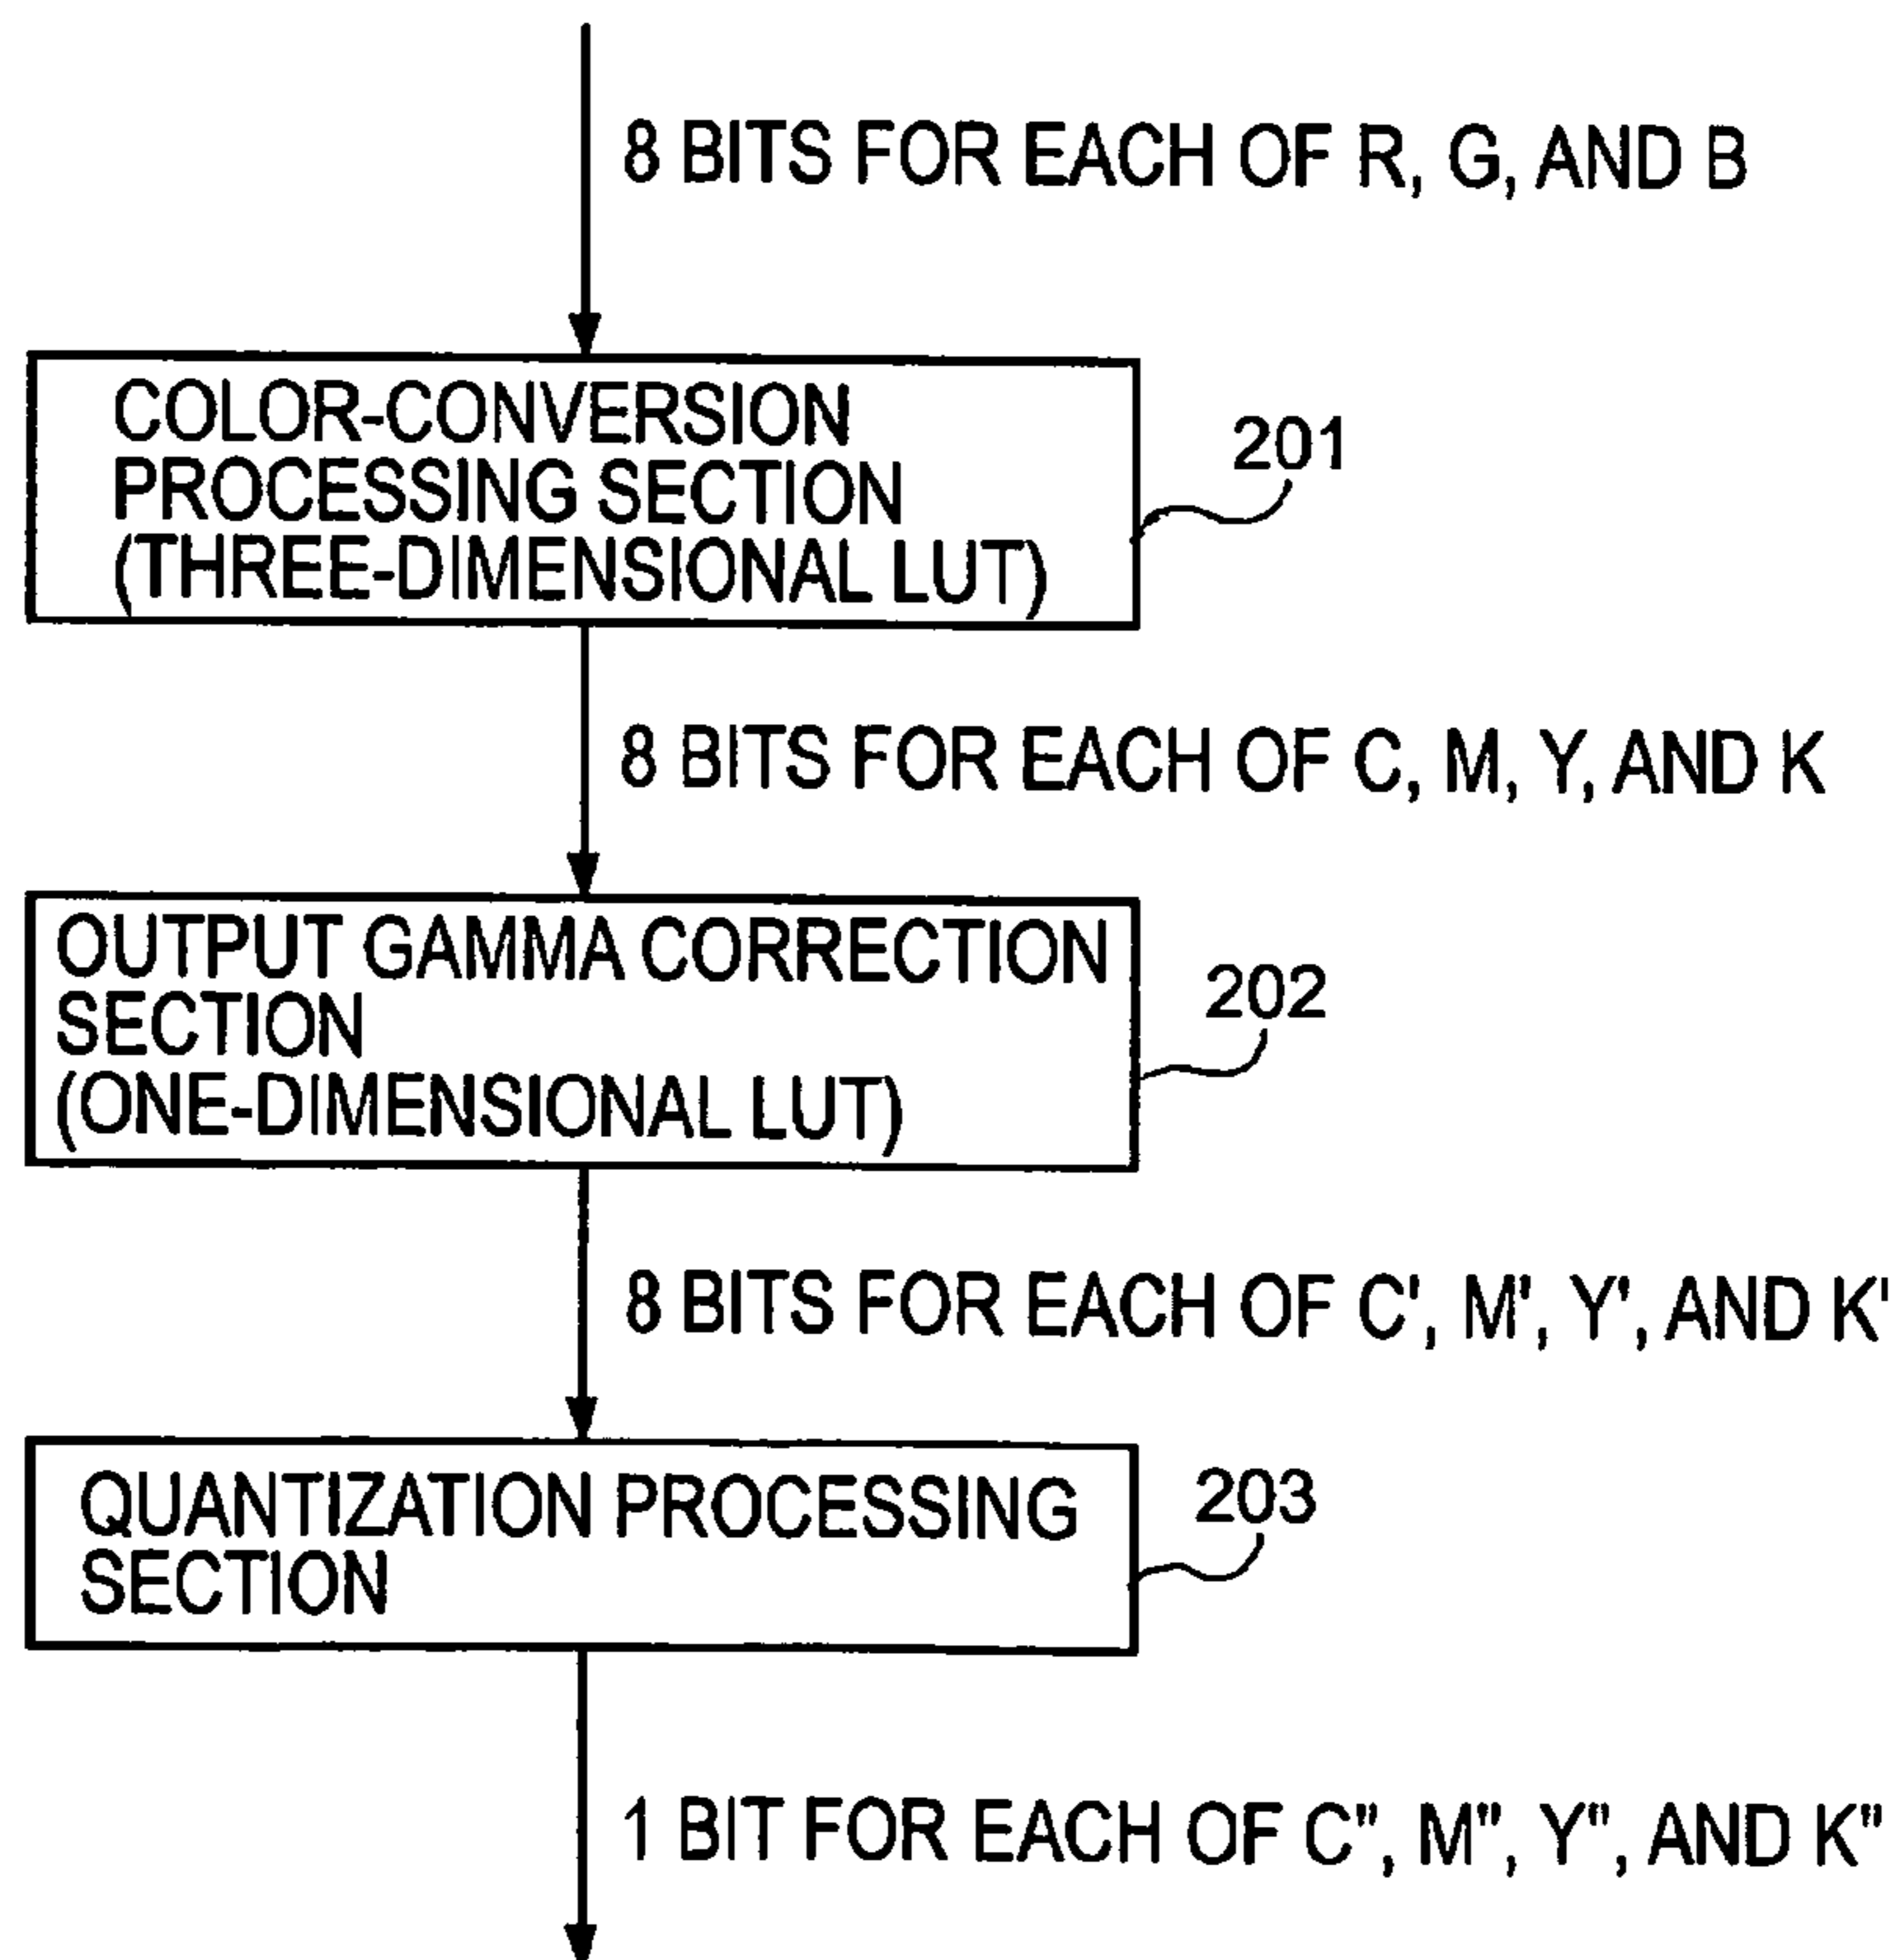 8 BITS FOR EACH OF R, G, AND B
COLOR-CONVERSION
PROCESSING SECTION
(THREE-DIMENSIONAL LUT)
201
8 BITS FOR EACH OF C, M, Y, AND K
OUTPUT GAMMA CORRECTION
SECTION
(ONE-DIMENSIONAL LUT)
202
8 BITS FOR EACH OF C', M', Y', AND K'
QUANTIZATION PROCESSING
SECTION
203
1 BIT FOR EACH OF C", M", Y", AND K"